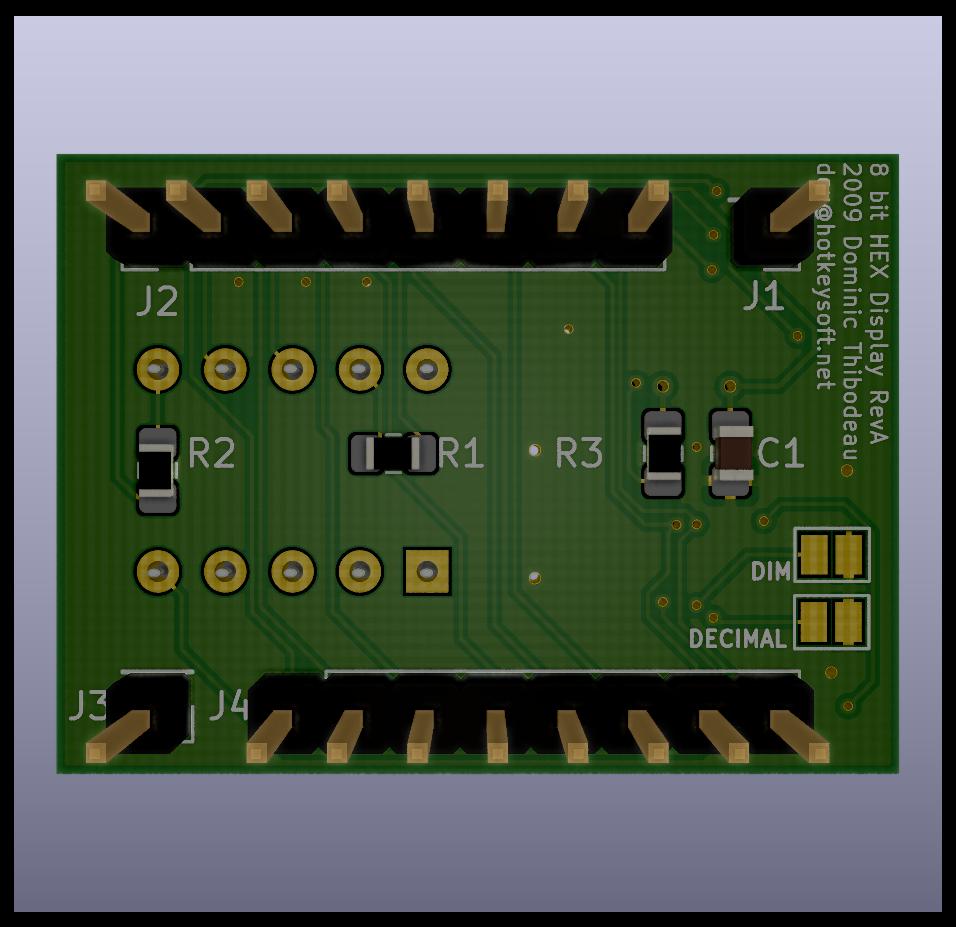 8 bit HEX Display RevA
2009 Dominic Thibodeau
@hotkeysoft.net
J2
J1
R2
R1
R3
C1
DIM
DECIMAL
J3
J4